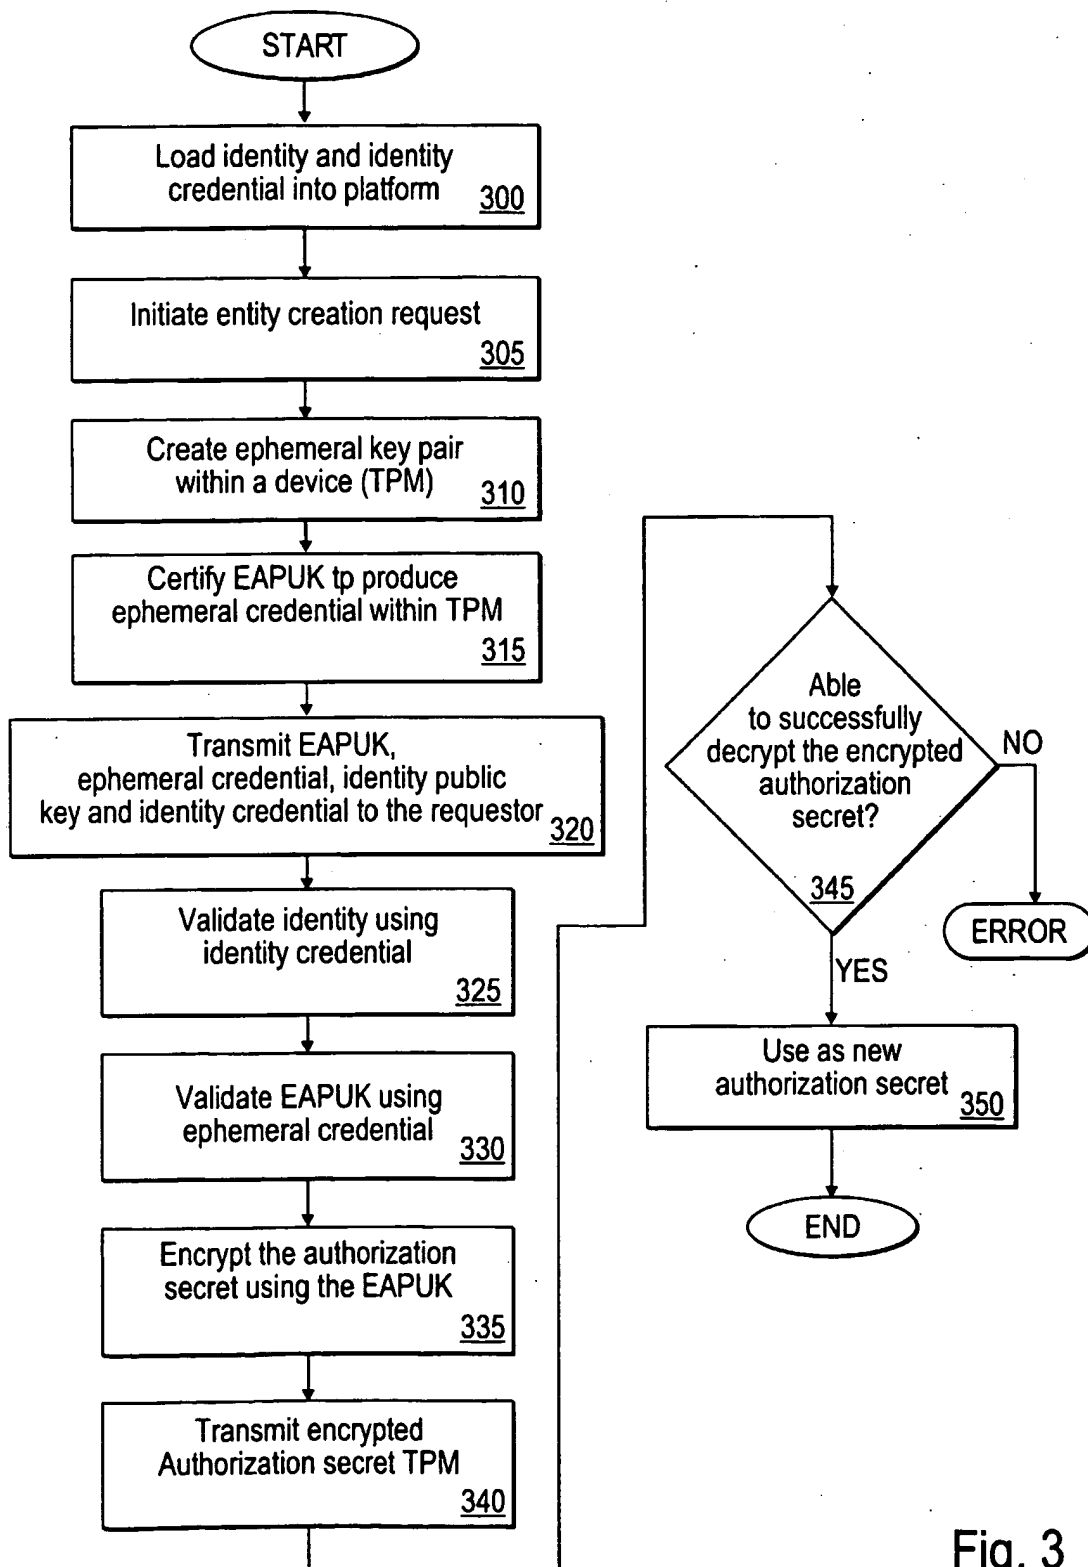 START
Load identity and identity
credential into platform
300
Initiate entity creation request
305
Create ephemeral key pair
within a device (TPM)
310
Certify EAPUK tp produce
ephemeral credential within TPM
315
Transmit EAPUK,
ephemeral credential, identity public
key and identity credential to the requestor
320
Validate identity using
identity credential
325
Validate EAPUK using
ephemeral credential
330
Encrypt the authorization
secret using the EAPUK
335
Transmit encrypted
Authorization secret TPM
340
Able
to successfully
decrypt the encrypted
authorization
secret?
345
NO
ERROR
YES
Use as new
authorization secret
350
END
Fig. 3